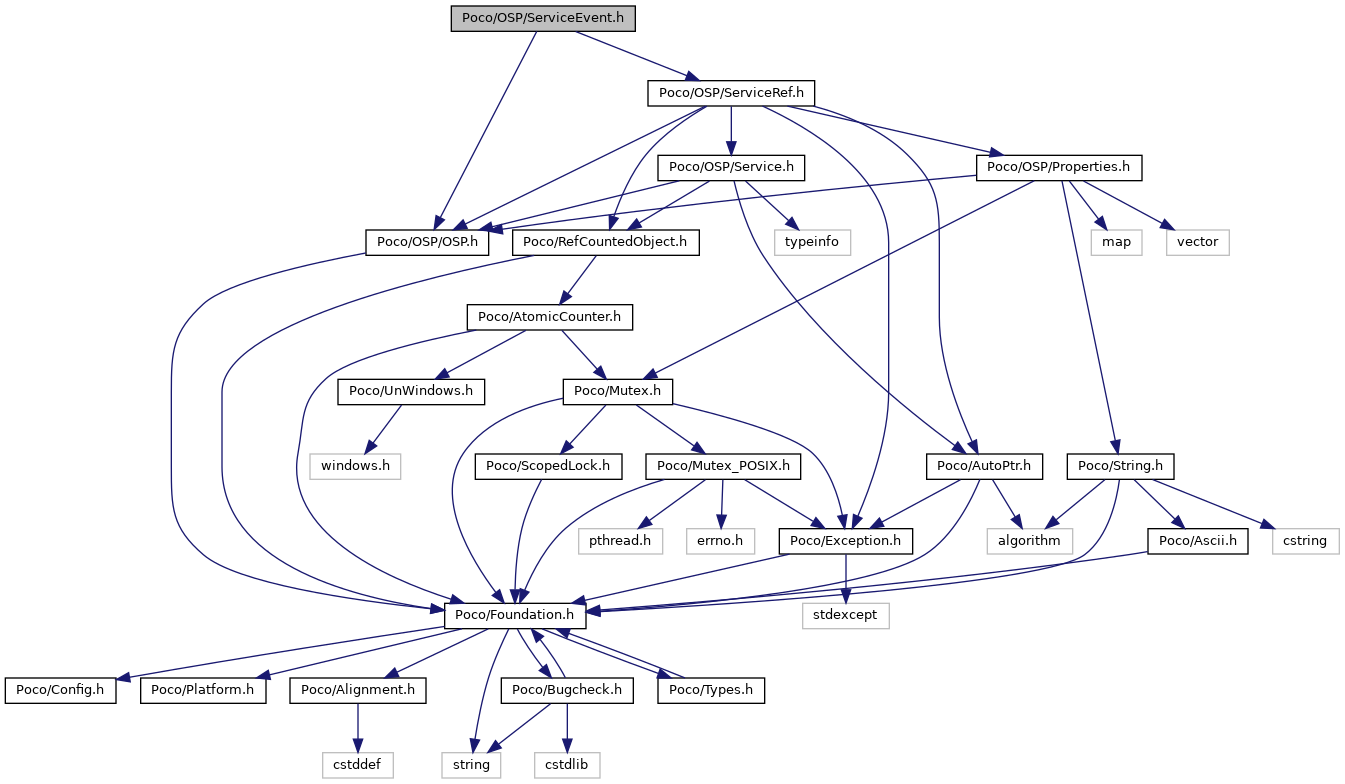 Poco/OSP/ServiceEvent.h
Poco/OSP/ServiceRef.h
Poco/OSP/Service.h
Poco/OSP/Properties.h
Poco/OSP/OSP.h
Poco/RefCountedObject.h
typeinfo
map
vector
Poco/AtomicCounter.h
Poco/UnWindows.h
Poco/Mutex.h
windows.h
Poco/ScopedLock.h
Poco/Mutex_POSIX.h
Poco/AutoPtr.h
Poco/String.h
pthread.h
errno.h
Poco/Exception.h
algorithm
Poco/Ascii.h
cstring
Poco/Foundation.h
stdexcept
Poco/Config.h
Poco/Platform.h
Poco/Alignment.h
Poco/Bugcheck.h
Poco/Types.h
cstddef
string
cstdlib